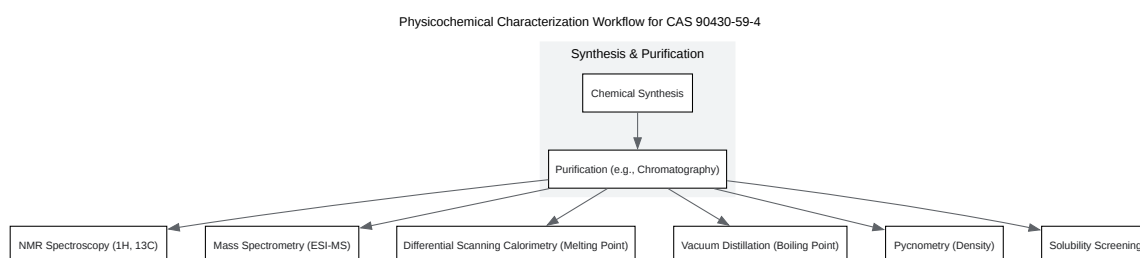 Physicochemical Characterization Workflow for CAS 90430-59-4
Synthesis & Purification
Chemical Synthesis
Purification (e.g., Chromatography)
NMR Spectroscopy (1H, 13C)
Mass Spectrometry (ESI-MS)
Differential Scanning Calorimetry (Melting Point)
Vacuum Distillation (Boiling Point)
Pycnometry (Density)
Solubility Screening